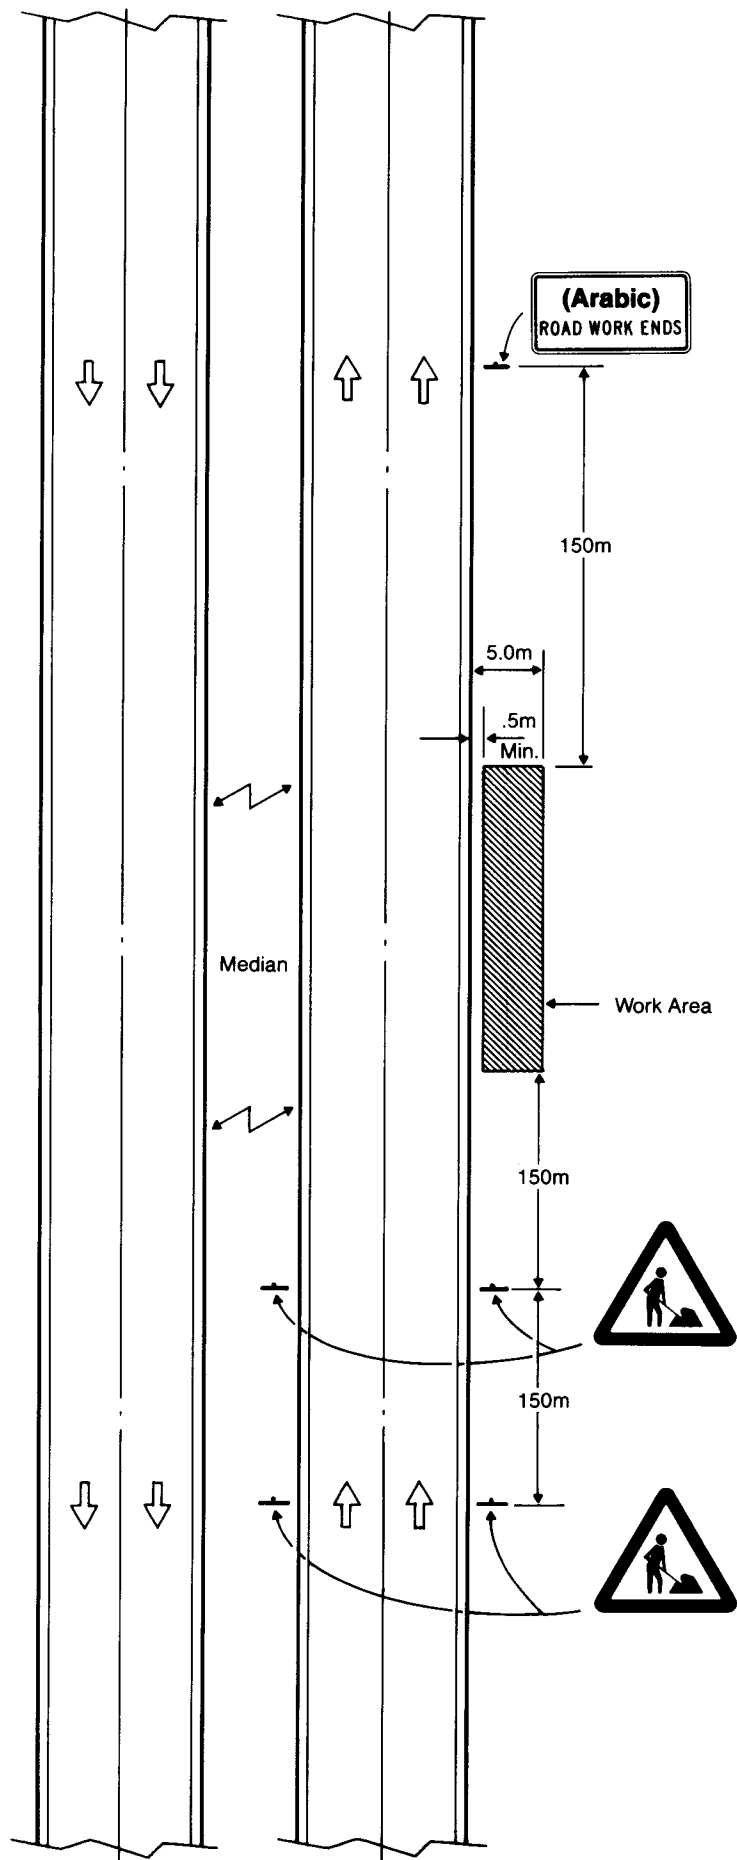 (Arabic)
ROAD WORK ENDS
150m
5.0m
.5m
Min.
Median
Work Area
150m
150m